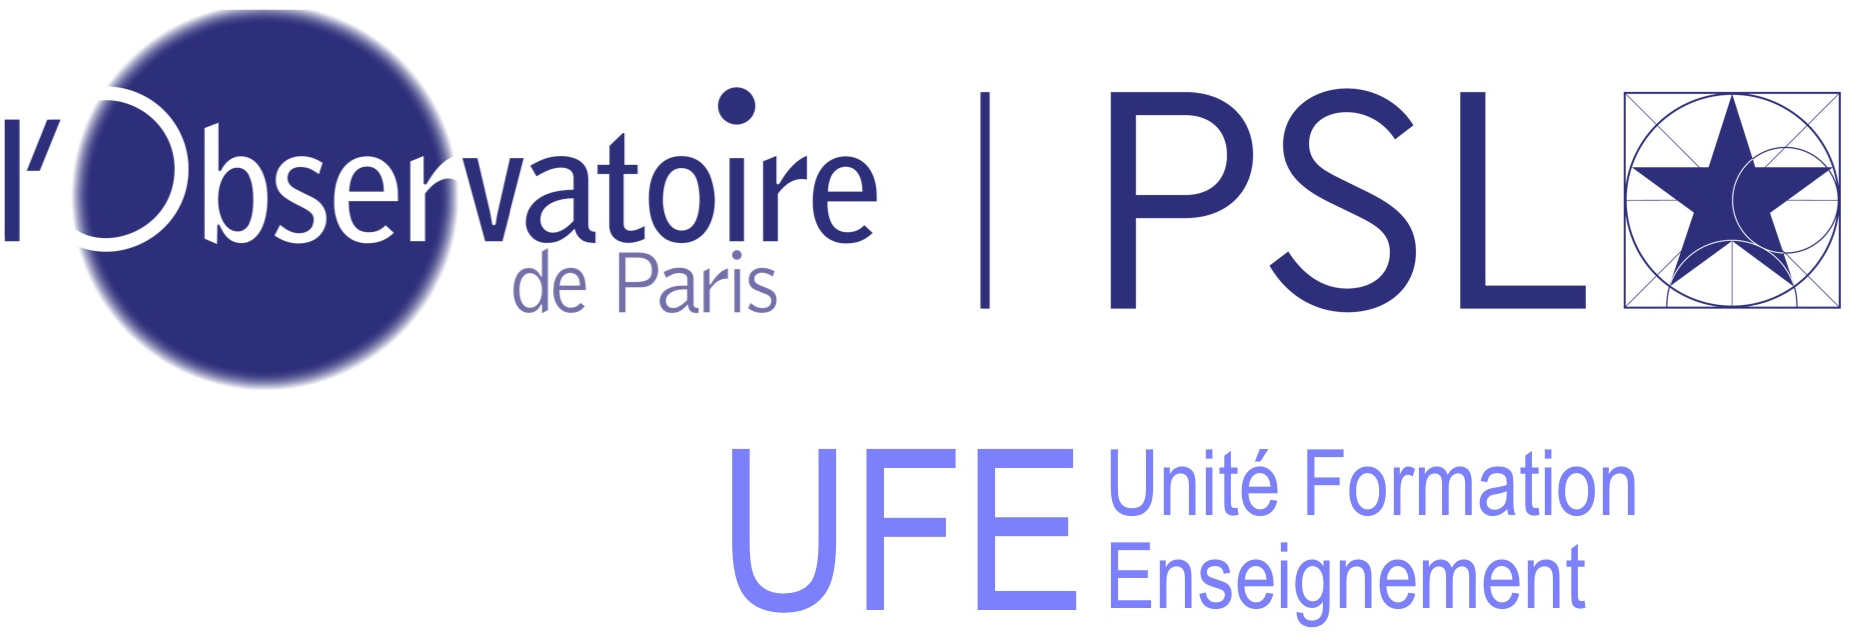 l'Observatoire
de Paris
PSL
UFE
Unité Formation
Enseignement